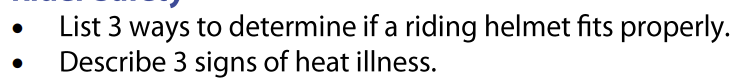 • List 3 ways to determine if a riding helmet fits properly.
• Describe 3 signs of heat illness.